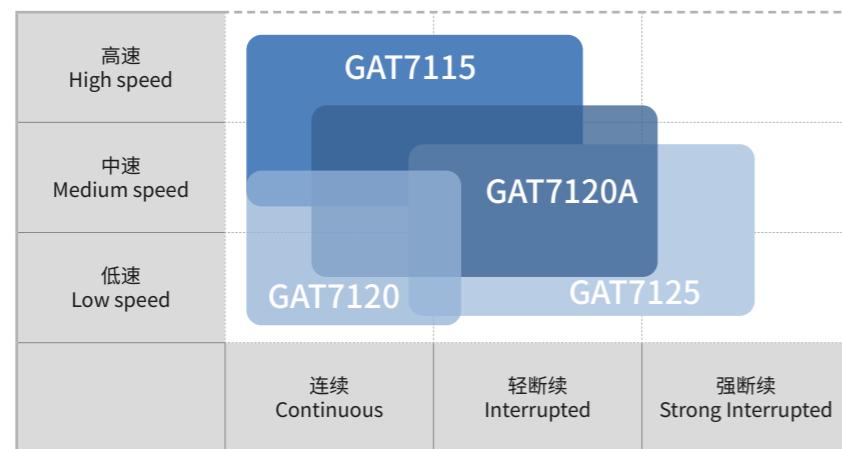 高速
High speed
GAT7115
中速
Medium speed
GAT7120A
低速
Low speed
GAT7120
GAT7125
连续
Continuous
轻断续
Interrupted
强断续
Strong Interrupted